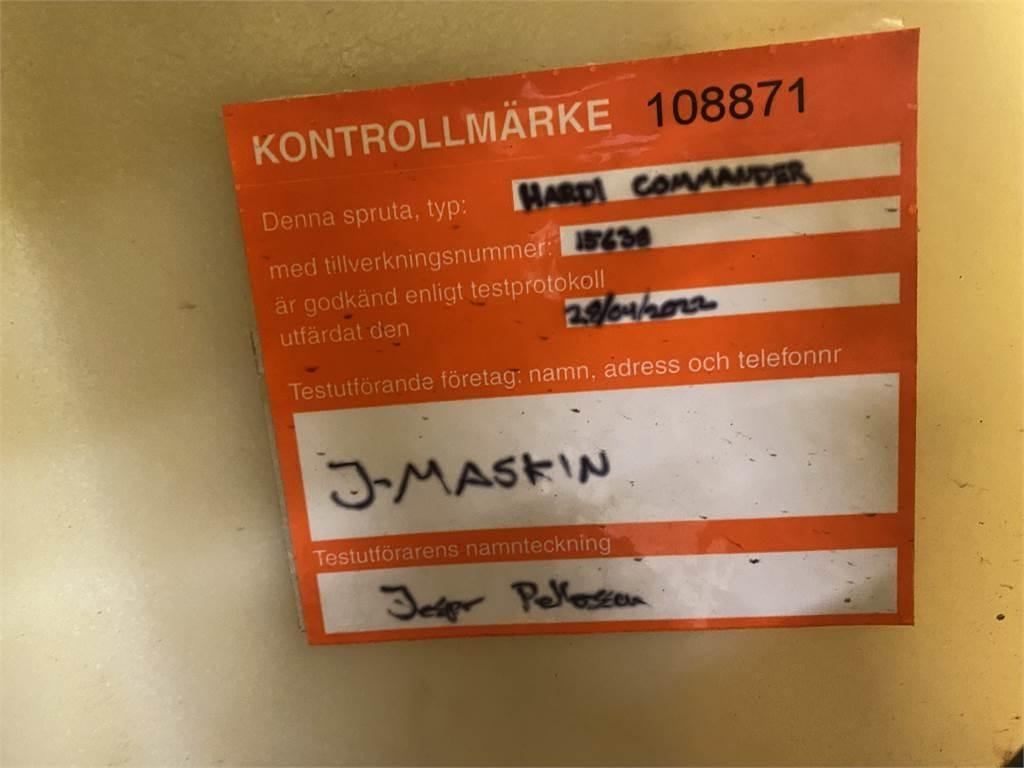 KONTROLLMÄRKE 108871
Denna spruta, typ: HARDI COMMANDER
med tillverkningsnummer: 15638
är godkänd enligt testprotokoll
utfärdat den 29/04/2022
Testutförande företag: namn, adress och telefonnr
J-MASKIN
Testutförarens namnteckning